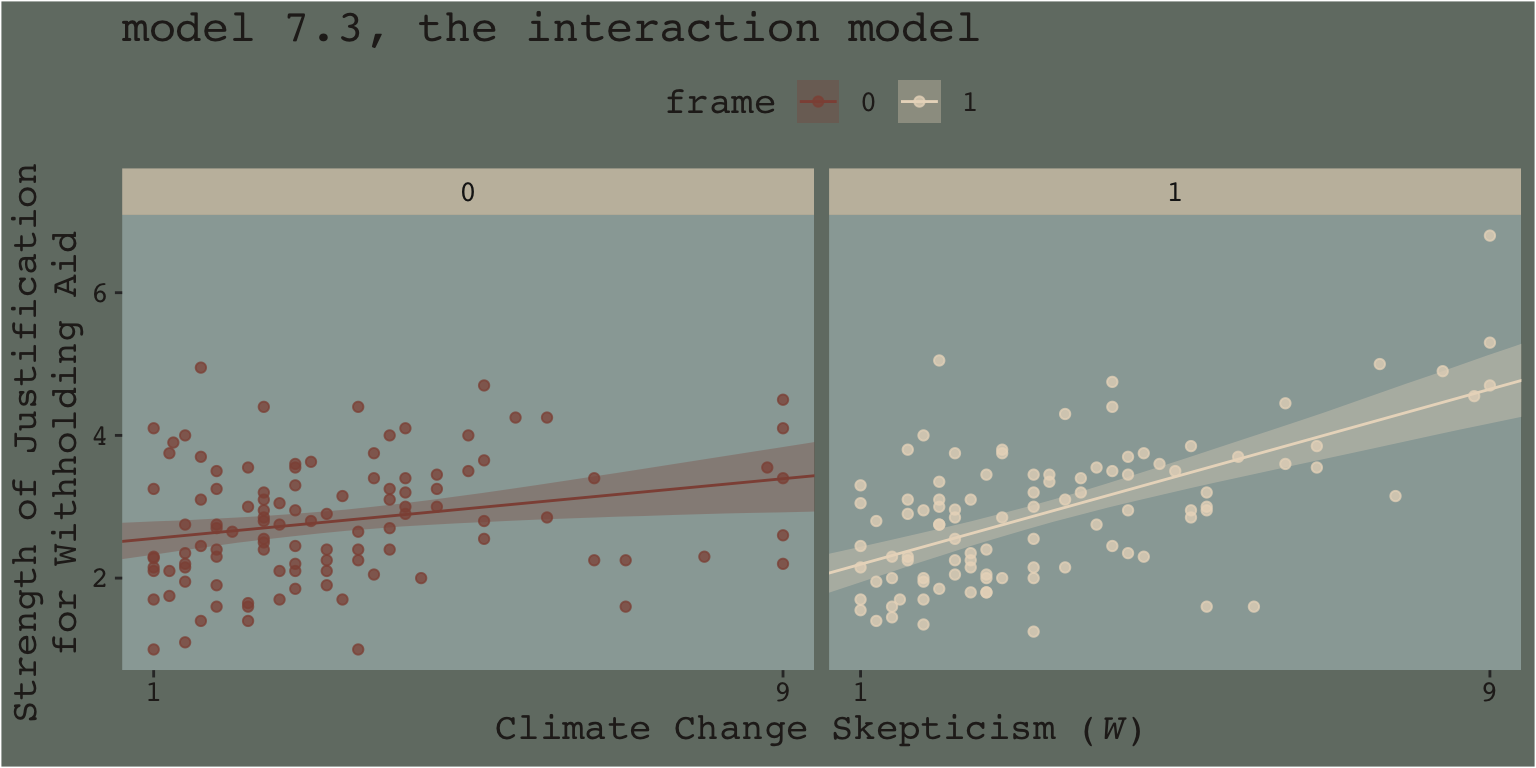 model 7.3, the interaction model
frame 0 1
0 1
Strength of Justification
for Withholding Aid
6
4
2
1 9 1 9
Climate Change Skepticism (W)